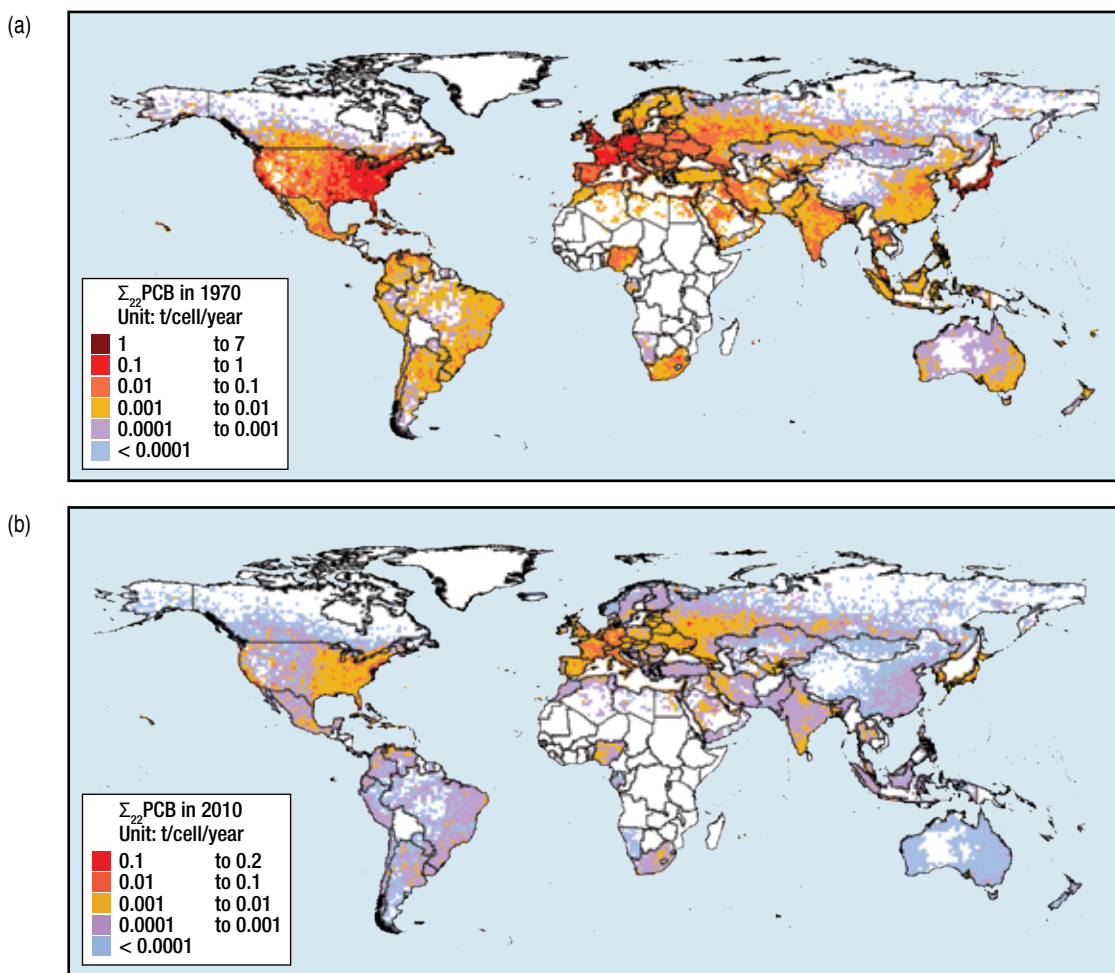 (a)
Σ₂₂PCB in 1970
Unit: t/cell/year
1 to 7
0.1 to 1
0.01 to 0.1
0.001 to 0.01
0.0001 to 0.001
< 0.0001
(b)
Σ₂₂PCB in 2010
Unit: t/cell/year
0.1 to 0.2
0.01 to 0.1
0.001 to 0.01
0.0001 to 0.001
< 0.0001